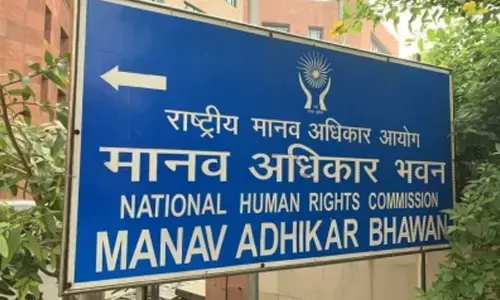 राष्ट्रीय मानव अधिकार आयोग
मानव अधिकार भवन
NATIONAL HUMAN RIGHTS COMMISSION
MANAV ADHIKAR BHAWAN